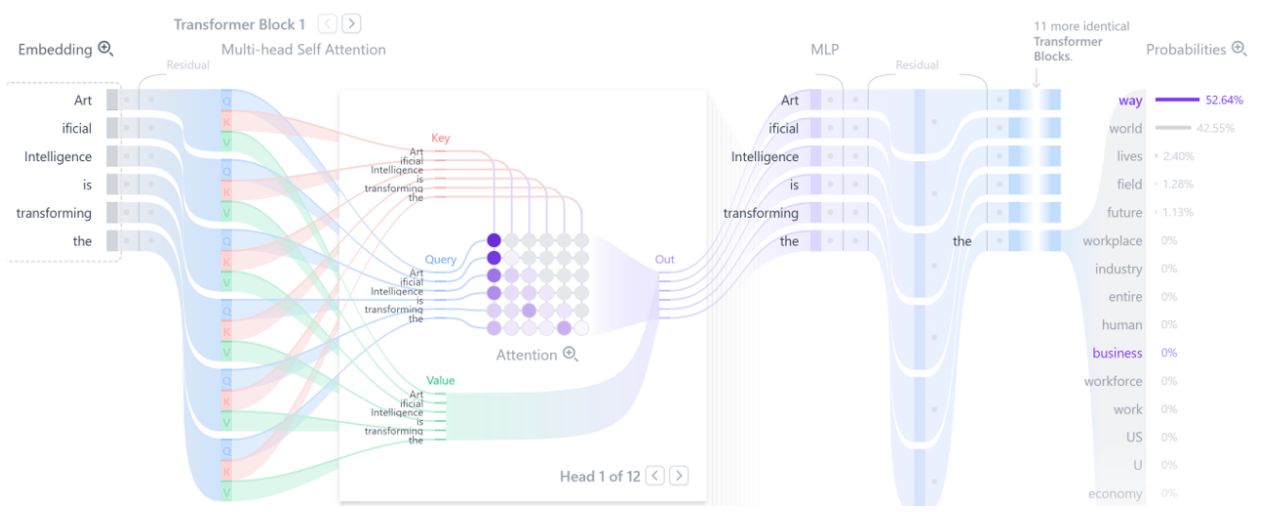 Transformer Block 1
Embedding
Multi-head Self Attention
Residual
MLP
Residual
11 more identical
Transformer
Blocks.
Probabilities
Art
ificial
Intelligence
is
transforming
the
Q
K
V
Q
K
V
Q
K
V
Q
K
V
Q
K
V
Q
K
V
Key
Art
ificial
Intelligence
is
transforming
the
Query
Art
ificial
Intelligence
is
transforming
the
Attention
Value
Art
ificial
Intelligence
is
transforming
the
Out
Head 1 of 12
Art
ificial
Intelligence
is
transforming
the
the
way 52.64%
world 42.55%
lives 2.40%
field 1.28%
future 1.13%
workplace 0%
industry 0%
entire 0%
human 0%
business 0%
workforce 0%
work 0%
US 0%
U 0%
economy 0%